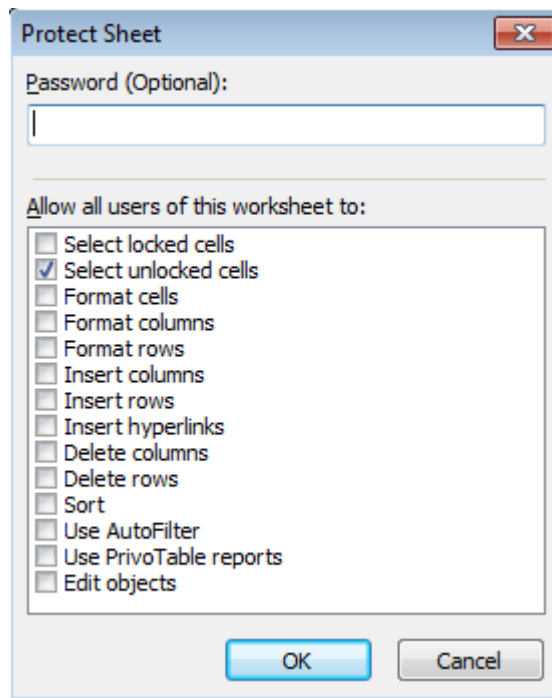 Protect Sheet
Password (Optional):
Allow all users of this worksheet to:
Select locked cells
Select unlocked cells
Format cells
Format columns
Format rows
Insert columns
Insert rows
Insert hyperlinks
Delete columns
Delete rows
Sort
Use AutoFilter
Use PrivoTable reports
Edit objects
OK
Cancel